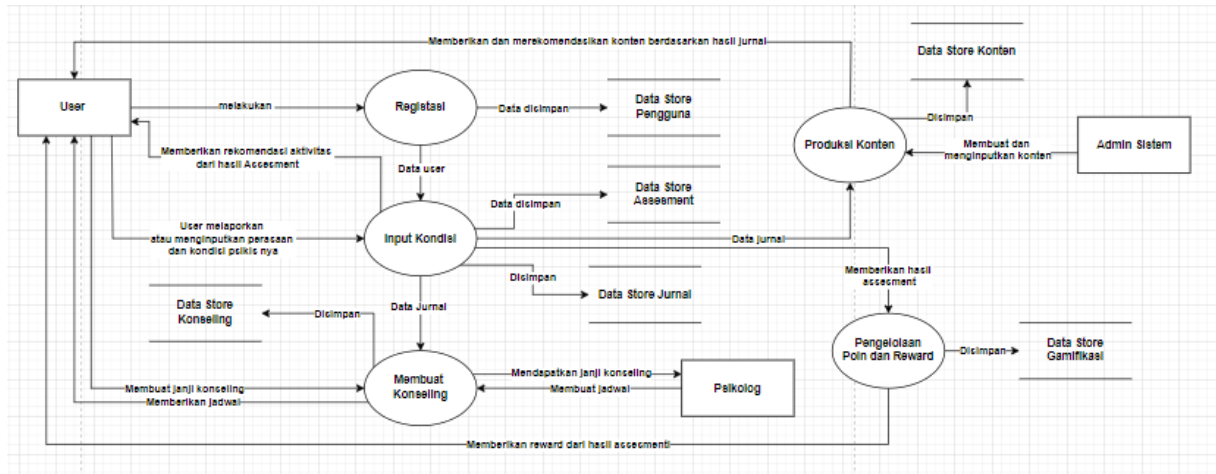 Memberikan dan merekomendasikan konten berdasarkan hasil jurnal
Data Store Konten
User
melakukan
Registasi
Data disimpan
Data Store
Pengguna
Disimpan
Produksi Konten
Membuat dan
menginputkan konten
Admin Sistem
Memberikan rekomendasi aktivitas
dari hasil Assesment
Data user
Data disimpan
Data Store
Assesment
User melaporkan
atau menginputkan perasaan
dan kondisi psikis nya
Input Kondisi
Data jurnal
Disimpan
Data Store Jurnal
Memberikan hasil
assesment
Data Store
Konseling
Disimpan
Data Jurnal
Pengelolaan
Poin dan Reward
Disimpan
Data Store
Gamifikasi
Membuat janji konseling
Memberikan jadwal
Membuat
Konseling
Mendapatkan janji konseling
Membuat jadwal
Psikolog
Memberikan reward dari hasil assesmenti